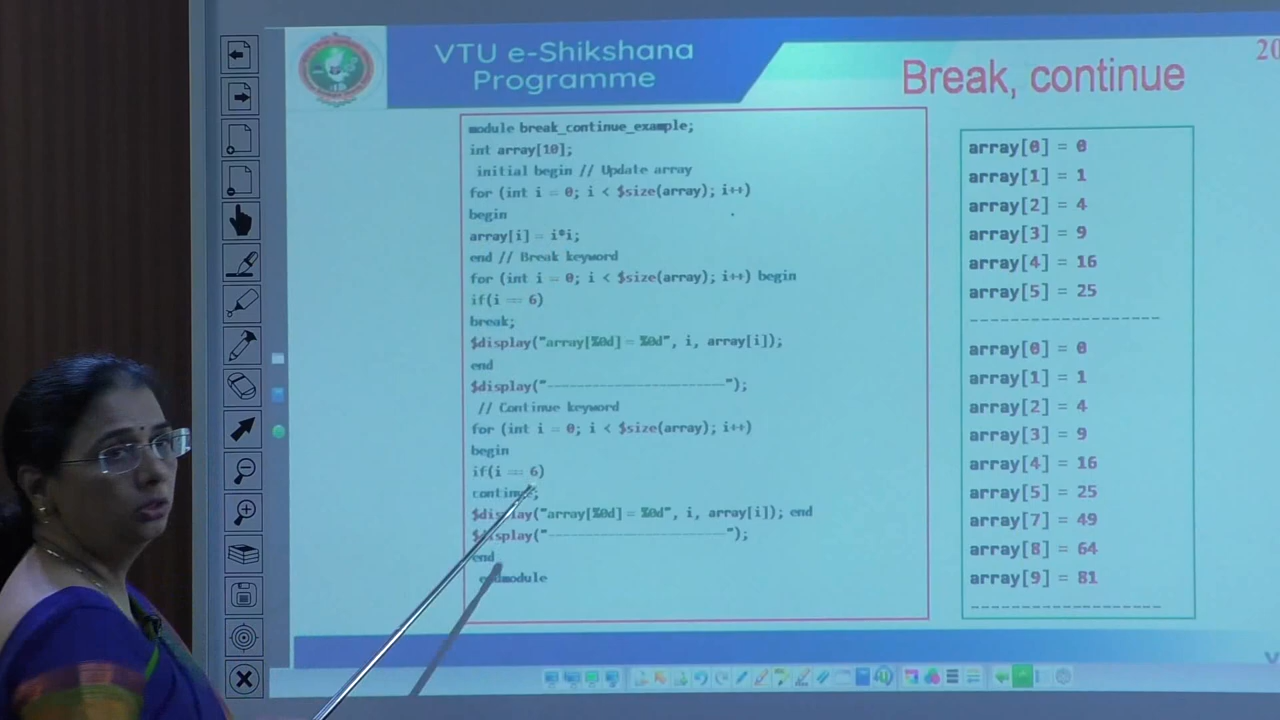 VTU e-Shikshana
Programme
Break, continue
20
module break_continue_example;
int array[10];
initial begin // Update array
for (int i = 0; i < $size(array); i++)
begin
array[i] = i*i;
end // Break keyword
for (int i = 0; i < $size(array); i++) begin
if(i == 6)
break;
$display("array[%0d] = %0d", i, array[i]);
end
$display("-------------------------");
// Continue keyword
for (int i = 0; i < $size(array); i++)
begin
if(i == 6)
continue;
$display("array[%0d] = %0d", i, array[i]); end
$display("-------------------------");
end
endmodule
array[0] = 0
array[1] = 1
array[2] = 4
array[3] = 9
array[4] = 16
array[5] = 25
--------------------
array[0] = 0
array[1] = 1
array[2] = 4
array[3] = 9
array[4] = 16
array[5] = 25
array[7] = 49
array[8] = 64
array[9] = 81
--------------------
V